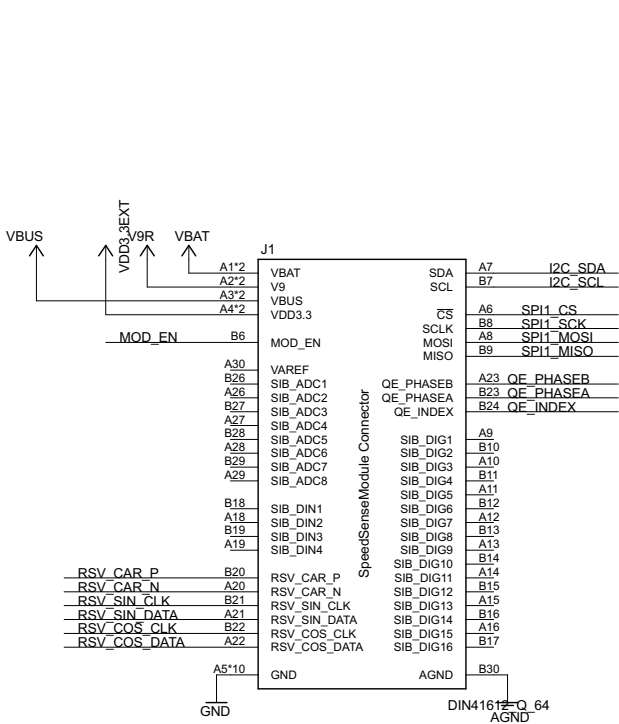 VDD3_3EXT
VBUS V9R VBAT
J1
A1*2 VBAT SDA A7 I2C_SDA
A2*2 V9 SCL B7 I2C_SCL
A3*2 VBUS
A4*2 VDD3.3 CS A6 SPI1_CS
SCLK B8 SPI1_SCK
MOD_EN B6 MOD_EN MOSI A8 SPI1_MOSI
MISO B9 SPI1_MISO
A30 VAREF
B26 SIB_ADC1 QE_PHASEB A23 QE_PHASEB
A26 SIB_ADC2 QE_PHASEA B23 QE_PHASEA
B27 SIB_ADC3 QE_INDEX B24 QE_INDEX
A27 SIB_ADC4
B28 SIB_ADC5 SIB_DIG1 A9
A28 SIB_ADC6 SIB_DIG2 B10
B29 SIB_ADC7 SIB_DIG3 A10
A29 SIB_ADC8 SIB_DIG4 B11
SIB_DIG5 A11
B18 SIB_DIN1 SIB_DIG6 B12
A18 SIB_DIN2 SIB_DIG7 A12
B19 SIB_DIN3 SIB_DIG8 B13
A19 SIB_DIN4 SIB_DIG9 A13
SIB_DIG10 B14
RSV_CAR_P B20 RSV_CAR_P SIB_DIG11 A14
RSV_CAR_N A20 RSV_CAR_N SIB_DIG12 B15
RSV_SIN_CLK B21 RSV_SIN_CLK SIB_DIG13 A15
RSV_SIN_DATA A21 RSV_SIN_DATA SIB_DIG14 B16
RSV_COS_CLK B22 RSV_COS_CLK SIB_DIG15 A16
RSV_COS_DATA A22 RSV_COS_DATA SIB_DIG16 B17
SpeedSenseModule Connector
A5*10 GND AGND B30
DIN41612-Q_64
GND AGND